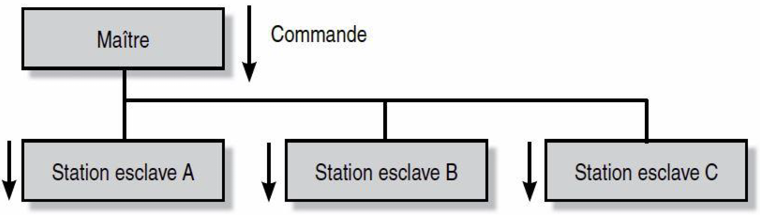 Maître
Commande
Station esclave A
Station esclave B
Station esclave C